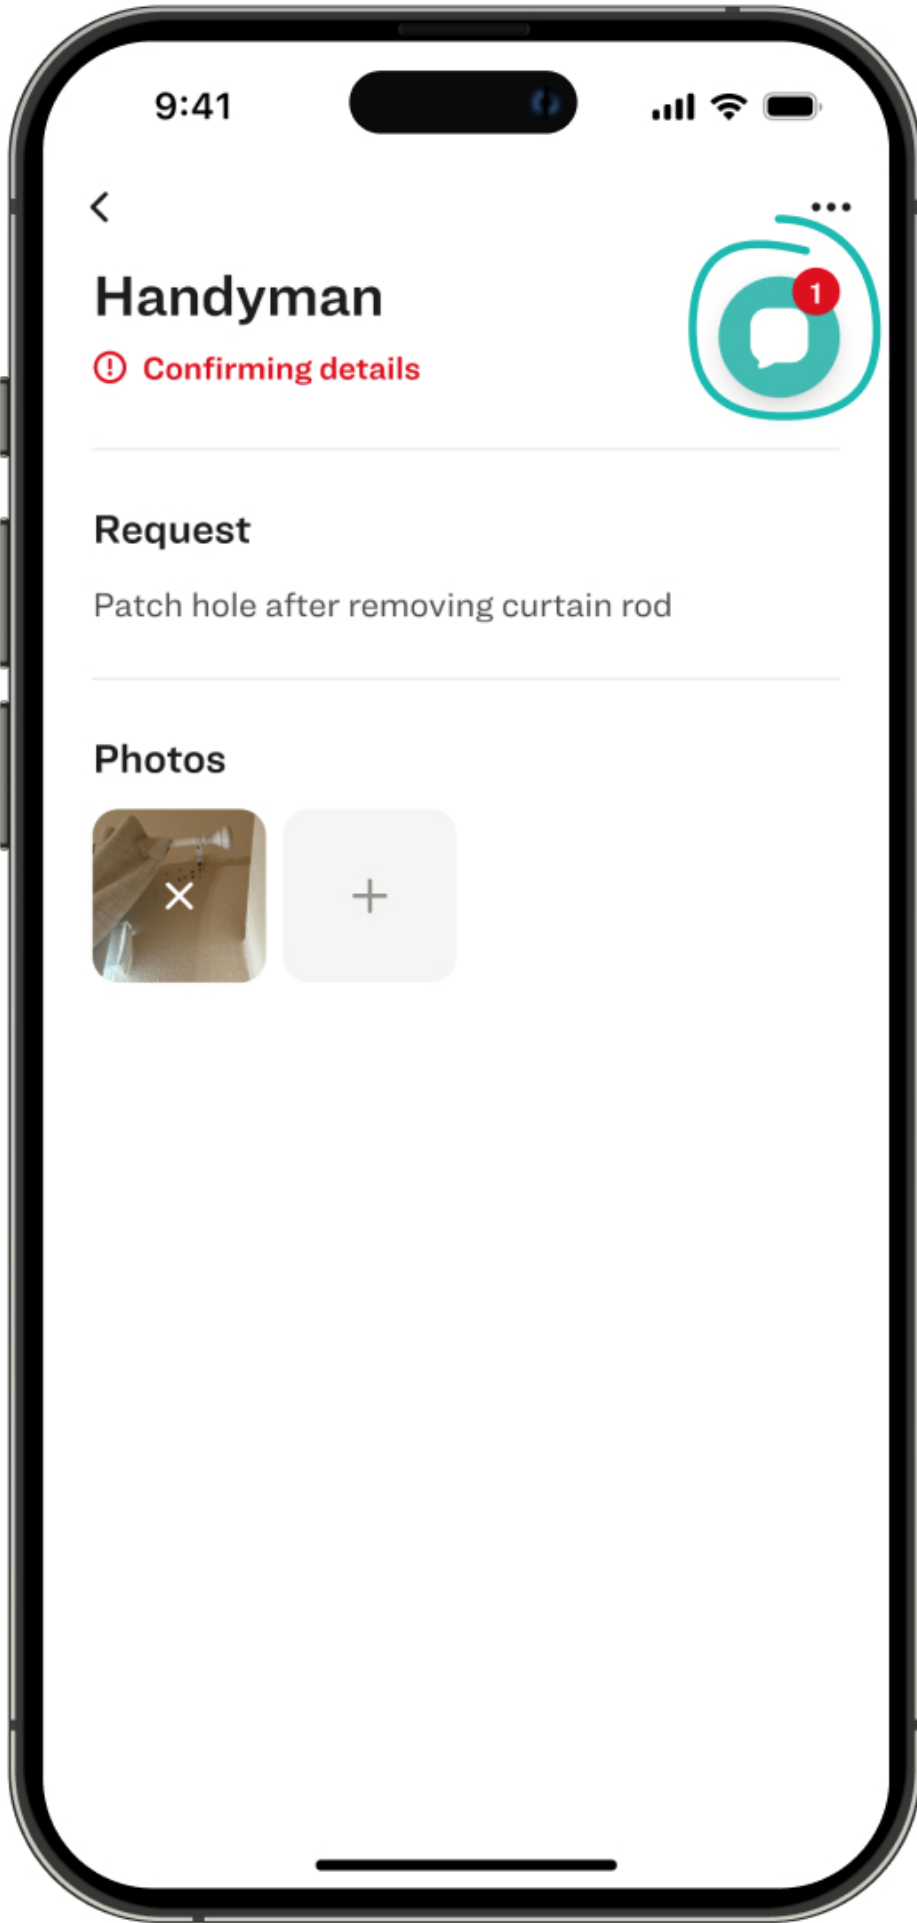 9:41
Handyman
1
Confirming details
Request
Patch hole after removing curtain rod
Photos